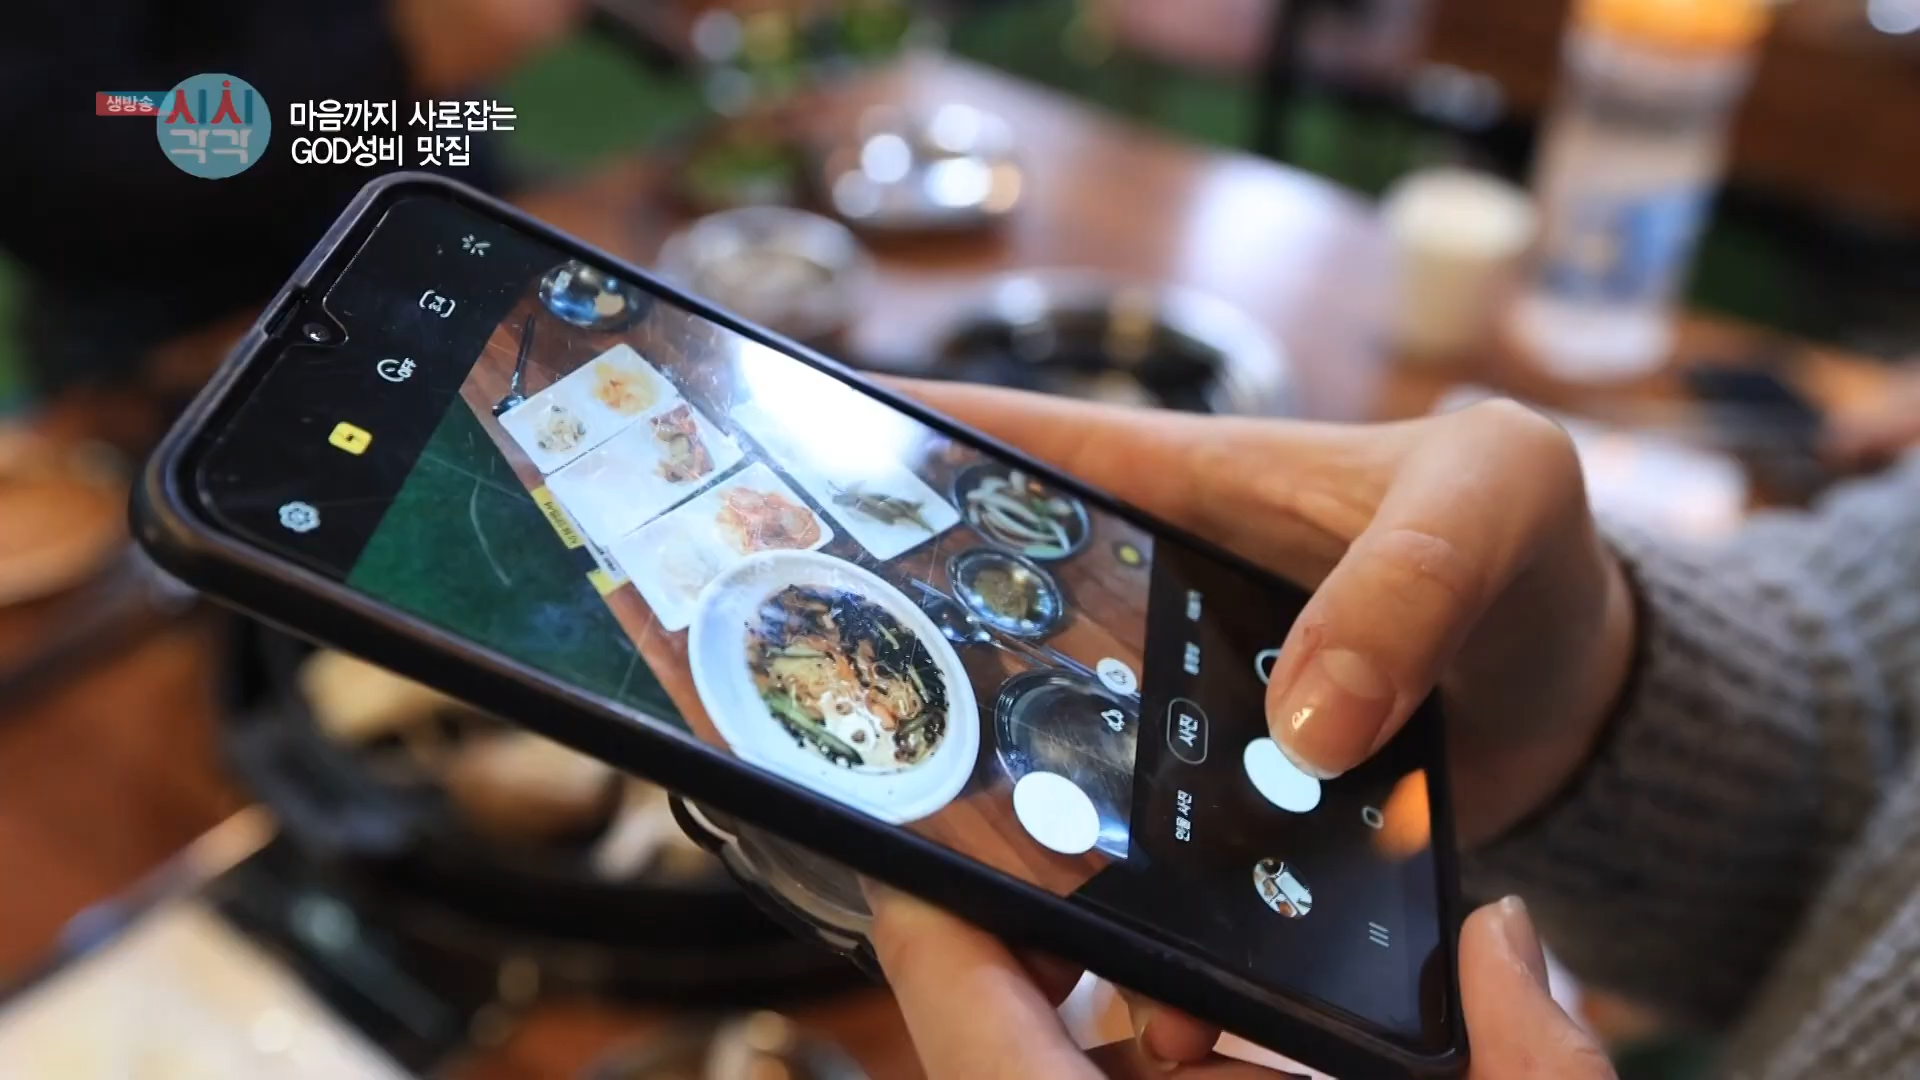 생방송
시시각각
마음까지 사로잡는
GOD성비 맛집
OFF
사진
인물 사진